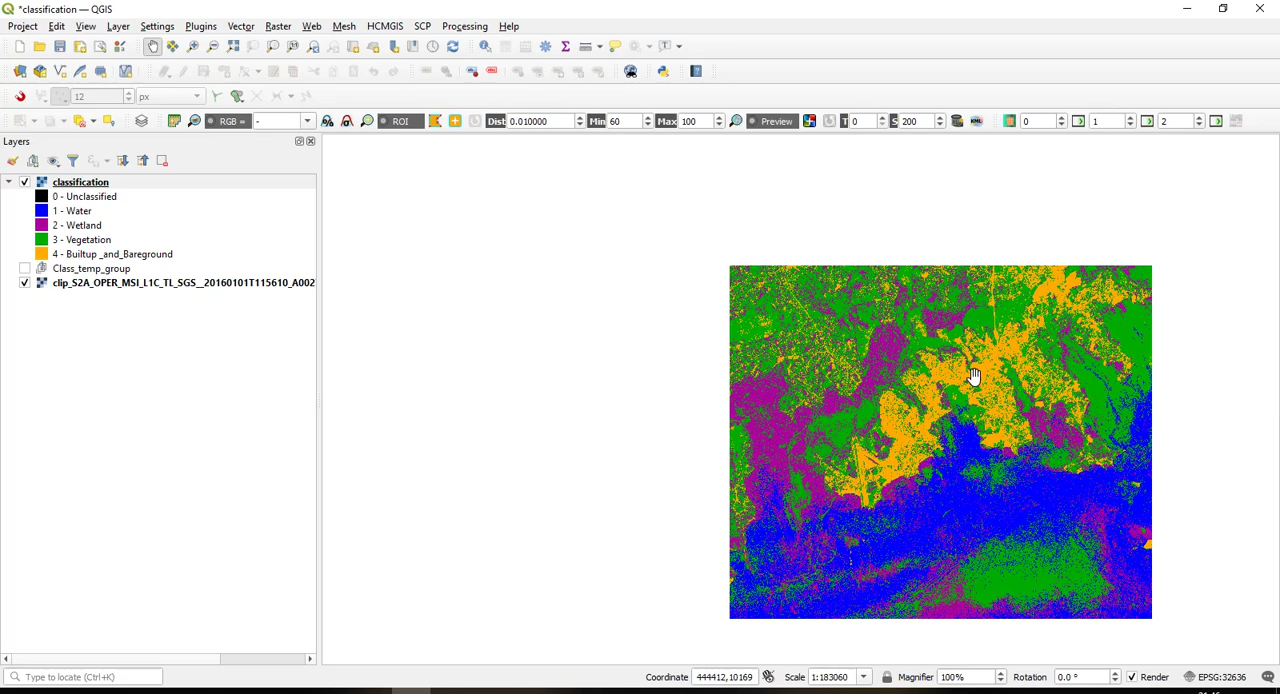 *classification — QGIS
Project Edit View Layer Settings Plugins Vector Raster Web Mesh HCMGIS SCP Processing Help
12 px
RGB = - ROI Dist 0.010000 Min 60 Max 100 Preview T 0 S 200 0 1 2
Layers
classification
0 - Unclassified
1 - Water
2 - Wetland
3 - Vegetation
4 - Builtup _and_Bareground
Class_temp_group
clip_S2A_OPER_MSI_L1C_TL_SGS__20160101T115610_A002
Type to locate (Ctrl+K) Coordinate 444412,10169 Scale 1:183060 Magnifier 100% Rotation 0.0 ° Render EPSG:32636